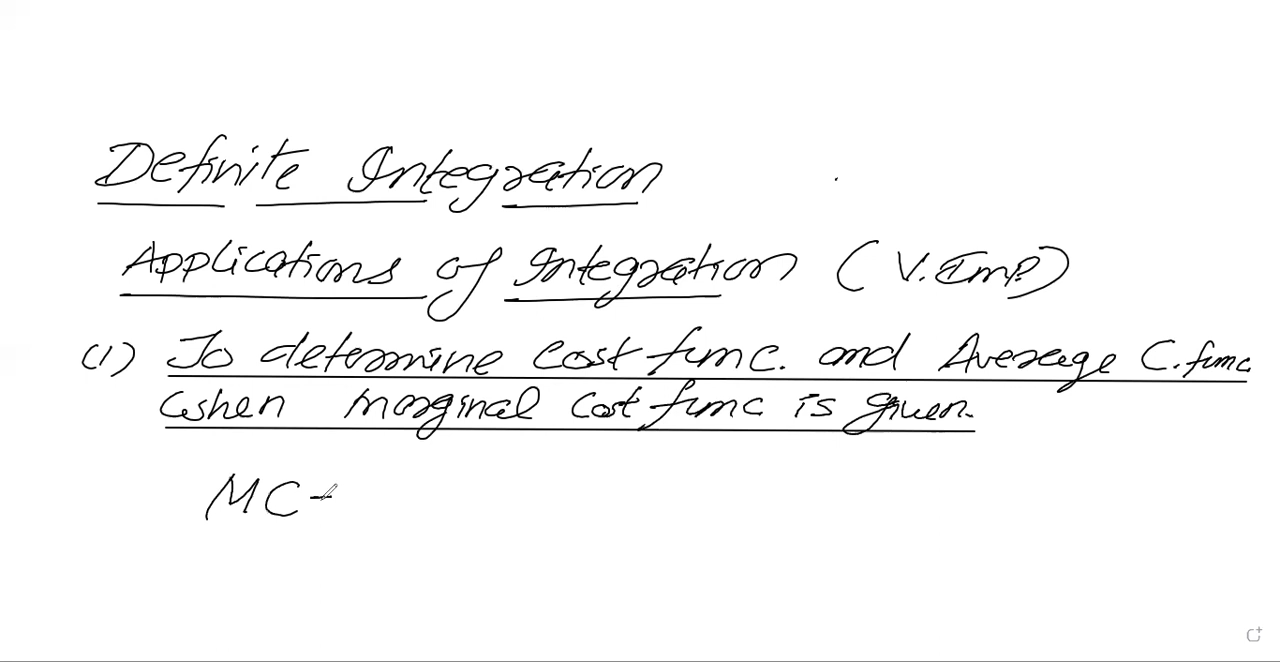 Definite Integration
Applications of Integration (V. Imp.)
(1) To determine Cost func. and Average C. func
when marginal Cost func is given.
MC -